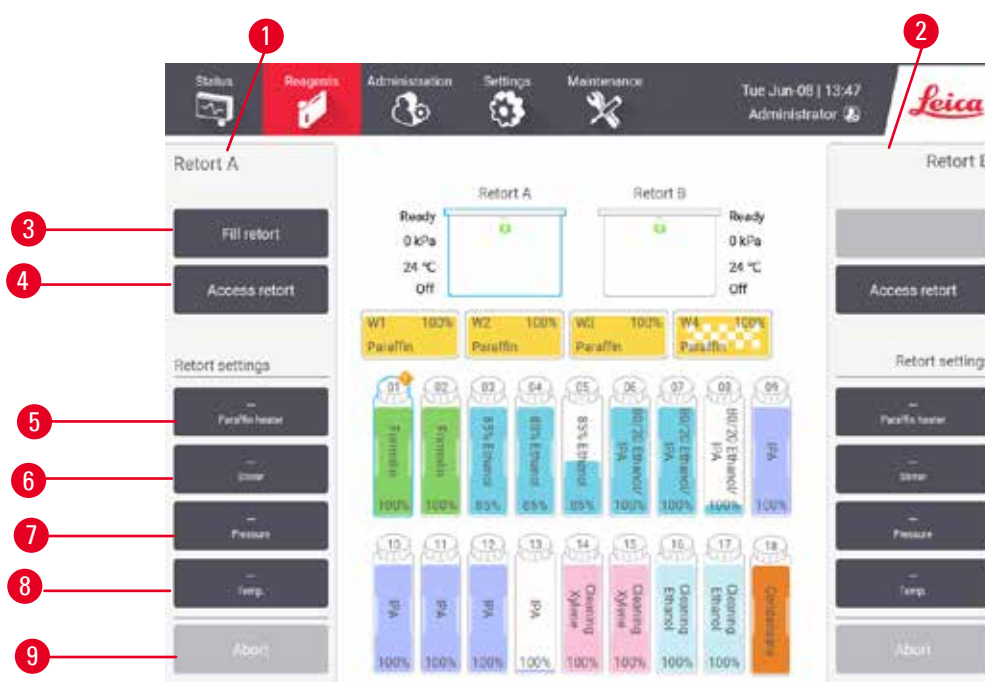 1
2
Status
Reagents
Administration
Settings
Maintenance
Tue Jun-08 | 13:47
Administrator
Leica
Retort A
Retort B
3
Fill retort
4
Access retort
Access retort
Retort A
Retort B
Ready
0 kPa
24 °C
Off
Ready
0 kPa
24 °C
Off
W1 100%
Paraffin
W2 100%
Paraffin
W3 100%
Paraffin
W4 100%
Paraffin
Retort settings
Retort settings
5
--
Paraffin heater
--
Paraffin heater
6
--
Stirrer
--
Stirrer
7
--
Pressure
--
Pressure
8
--
Temp.
--
Temp.
9
Abort
Abort
01
Formalin
100%
02
Formalin
100%
03
85% Ethanol
85%
04
85% Ethanol
85%
05
85% Ethanol
85%
06
80/20 Ethanol/
IPA
100%
07
80/20 Ethanol/
IPA
100%
08
80/20 Ethanol/
IPA
100%
09
IPA
100%
10
IPA
100%
11
IPA
100%
12
IPA
100%
13
IPA
100%
14
Cleaning
Xylene
100%
15
Cleaning
Xylene
100%
16
Cleaning
Ethanol
100%
17
Cleaning
Ethanol
100%
18
Condensate